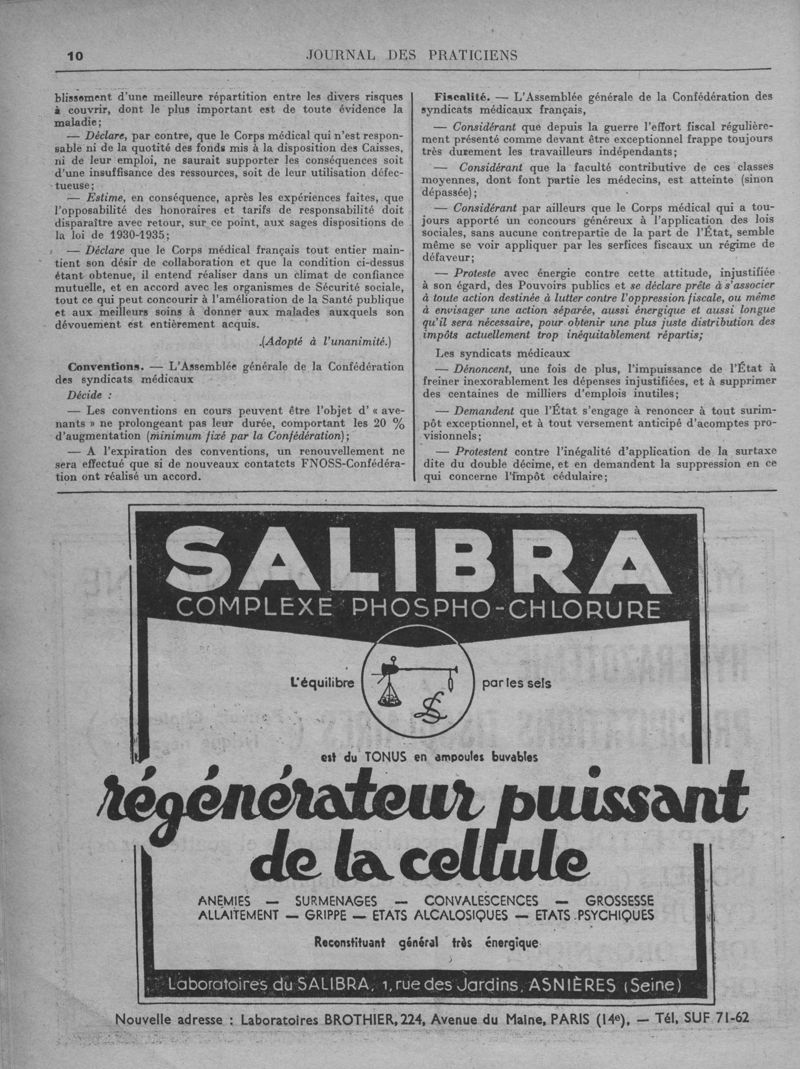 10
JOURNAL DES PRATICIENS
blissement d'une meilleure répartition entre les divers risques
à couvrir, dont le plus important est de toute évidence la
maladie;
— Déclare, par contre, que le Corps médical qui n'est respon-
sable ni de la quotité des fonds mis à la disposition des Caisses,
ni de leur emploi, ne saurait supporter les conséquences soit
d'une insuffisance des ressources, soit de leur utilisation défec-
tueuse;
— Estime, en conséquence, après les expériences faites, que
l'opposabilité des honoraires et tarifs de responsabilité doit
disparaître avec retour, sur ce point, aux sages dispositions de
la loi de 1930-1935;
— Déclare que le Corps médical français tout entier main-
tient son désir de collaboration et que la condition ci-dessus
étant obtenue, il entend réaliser dans un climat de confiance
mutuelle, et en accord avec les organismes de Sécurité sociale,
tout ce qui peut concourir à l'amélioration de la Santé publique
et aux meilleurs soins à donner aux malades auxquels son
dévouement est entièrement acquis.
(Adopté à l'unanimité.)
Conventions. — L'Assemblée générale de la Confédération
des syndicats médicaux
Décide :
— Les conventions en cours peuvent être l'objet d' « ave-
nants » ne prolongeant pas leur durée, comportant les 20 %
d'augmentation (minimum fixé par la Confédération);
— A l'expiration des conventions, un renouvellement ne
sera effectué que si de nouveaux contatcts FNOSS-Confédéra-
tion ont réalisé un accord.
Fiscalité. — L'Assemblée générale de la Confédération des
syndicats médicaux français,
— Considérant que depuis la guerre l'effort fiscal régulière-
ment présenté comme devant être exceptionnel frappe toujours
très durement les travailleurs indépendants;
— Considérant que la faculté contributive de ces classes
moyennes, dont font partie les médecins, est atteinte (sinon
dépassée);
— Considérant par ailleurs que le Corps médical qui a tou-
jours apporté un concours généreux à l'application des lois
sociales, sans aucune contrepartie de la part de l'État, semble
même se voir appliquer par les serfices fiscaux un régime de
défaveur;
— Proteste avec énergie contre cette attitude, injustifiée
à son égard, des Pouvoirs publics et se déclare prête à s'associer
à toute action destinée à lutter contre l'oppression fiscale, ou même
à envisager une action séparée, aussi énergique et aussi longue
qu'il sera nécessaire, pour obtenir une plus juste distribution des
impôts actuellement trop inéquitablement répartis;
Les syndicats médicaux
— Dénoncent, une fois de plus, l'impuissance de l'État à
freiner inexorablement les dépenses injustifiées, et à supprimer
des centaines de milliers d'emplois inutiles;
— Demandent que l'État s'engage à renoncer à tout surim-
pôt exceptionnel, et à tout versement anticipé d'acomptes pro-
visionnels;
— Protestent contre l'inégalité d'application de la surtaxe
dite du double décime, et en demandent la suppression en ce
qui concerne l'împôt cédulaire;
SALIBRA
COMPLEXE PHOSPHO-CHLORURE
L'équilibre par les sels
est du TONUS en ampoules buvables
régénérateur puissant
de la cellule
ANEMIES — SURMENAGES — CONVALESCENCES — GROSSESSE
ALLAITEMENT — GRIPPE — ETATS ALCALOSIQUES — ETATS PSYCHIQUES
Reconstituant général très énergique
Laboratoires du SALIBRA, 1, rue des Jardins, ASNIÈRES (Seine)
Nouvelle adresse : Laboratoires BROTHIER, 224, Avenue du Maine, PARIS (14e). — Tél. SUF 71-62